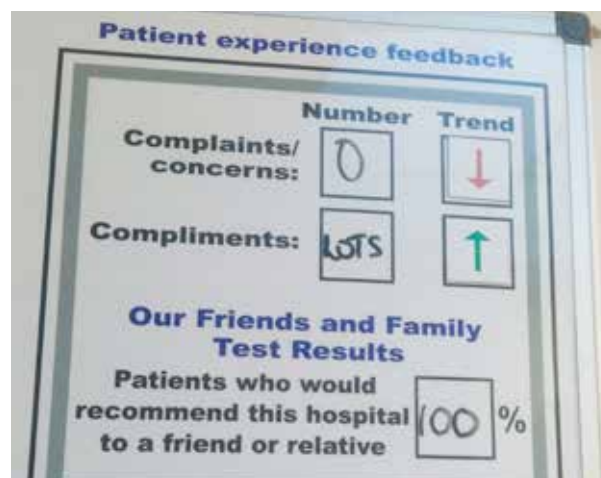 Patient experience feedback
Number Trend
Complaints/
concerns: 0 ↓
Compliments: LOTS ↑
Our Friends and Family
Test Results
Patients who would
recommend this hospital 100 %
to a friend or relative